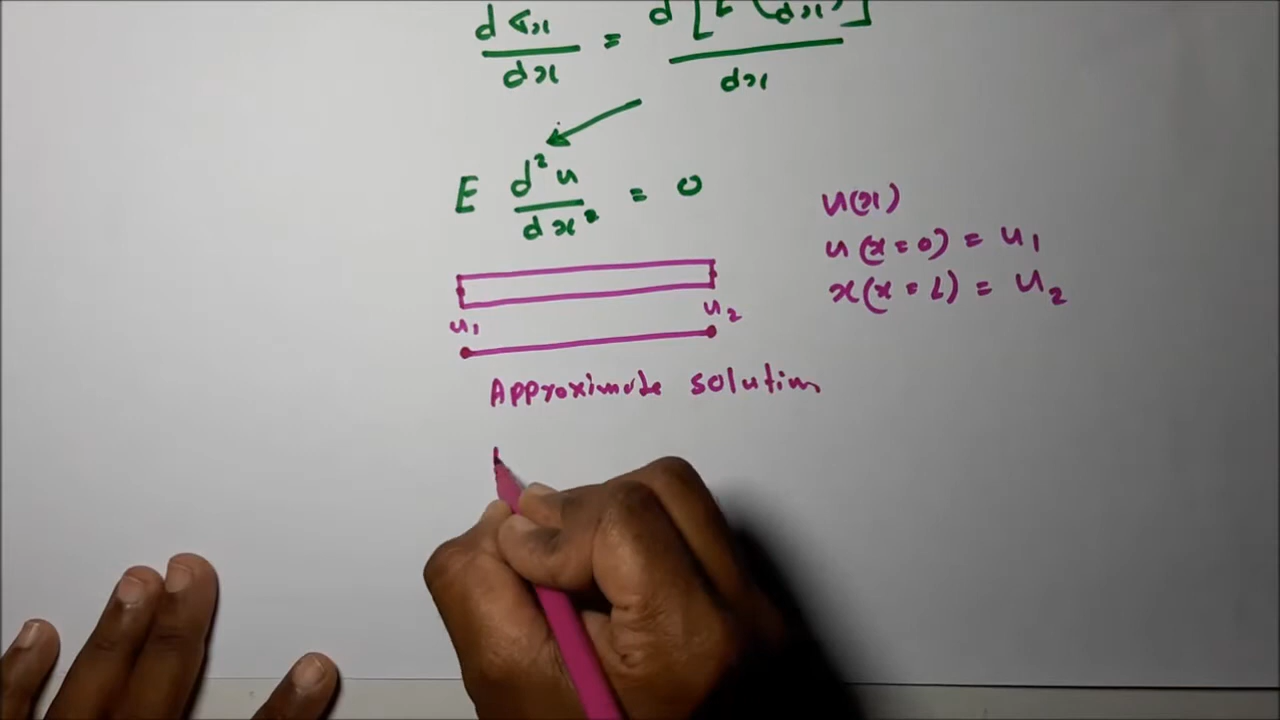 dσx/dx = d[E(du/dx)]/dx
E d²u/dx² = 0
u(x)
u(x=0) = u₁
x(x=L) = u₂
u₁ u₂
Approximate solution